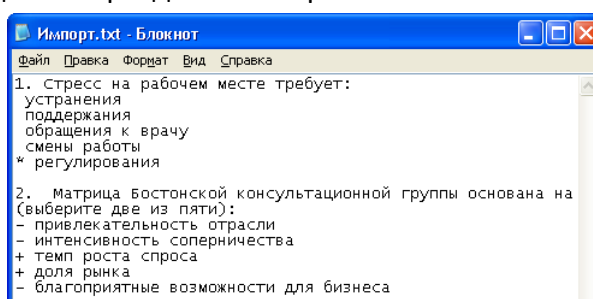 Импорт.txt - Блокнот
Файл Правка Формат Вид Справка
1. Стресс на рабочем месте требует:
устранения
поддержания
обращения к врачу
смены работы
* регулирования
2. Матрица Бостонской консультационной группы основана на
(выберите две из пяти):
- привлекательность отрасли
- интенсивность соперничества
+ темп роста спроса
+ доля рынка
- благоприятные возможности для бизнеса